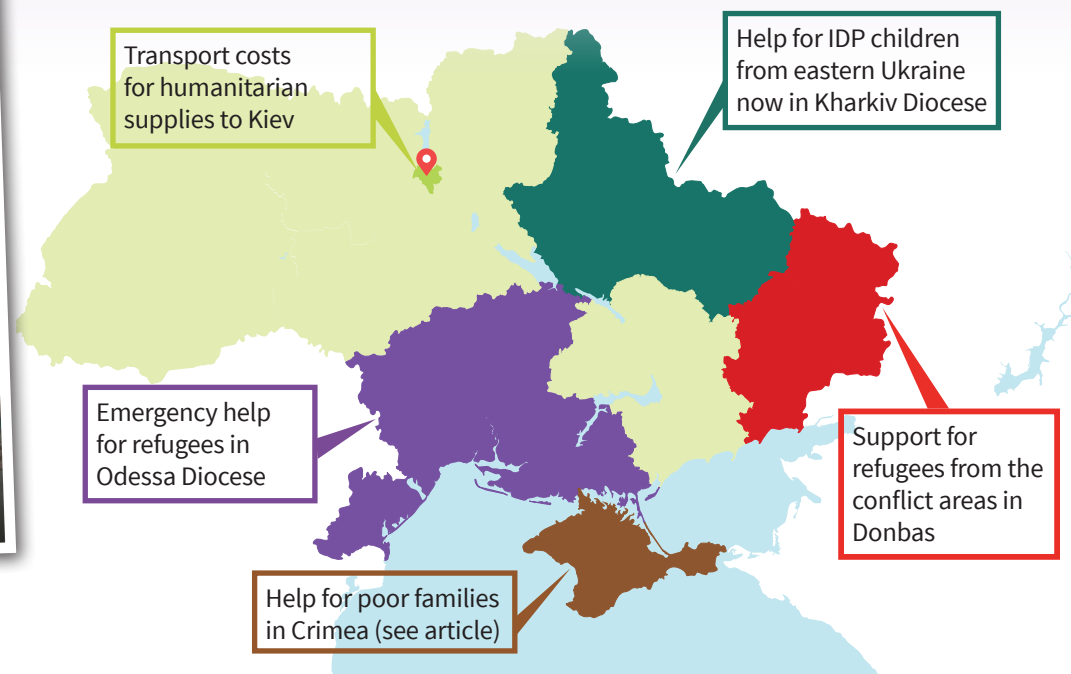 Transport costs
for humanitarian
supplies to Kiev
Help for IDP children
from eastern Ukraine
now in Kharkiv Diocese
Emergency help
for refugees in
Odessa Diocese
Support for
refugees from the
conflict areas in
Donbas
Help for poor families
in Crimea (see article)